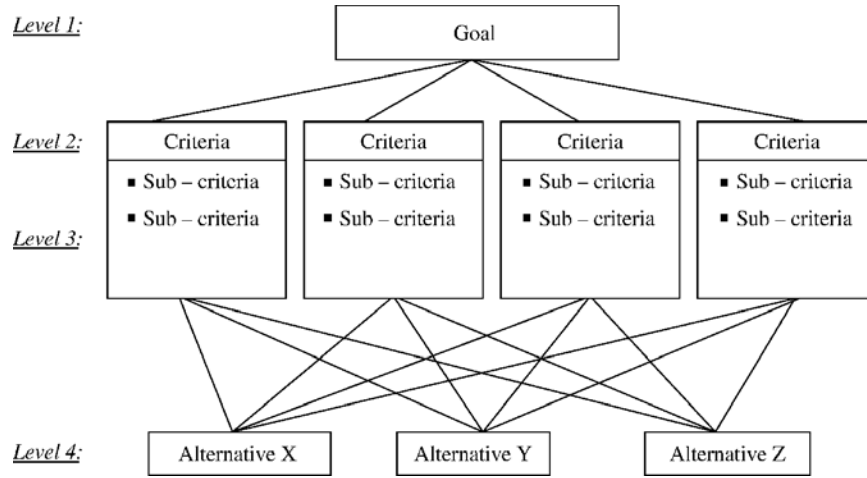 Level 1:
Goal
Level 2:
Criteria Criteria Criteria Criteria
▪ Sub – criteria ▪ Sub – criteria ▪ Sub – criteria ▪ Sub – criteria
▪ Sub – criteria ▪ Sub – criteria ▪ Sub – criteria ▪ Sub – criteria
Level 3:
Level 4:
Alternative X Alternative Y Alternative Z